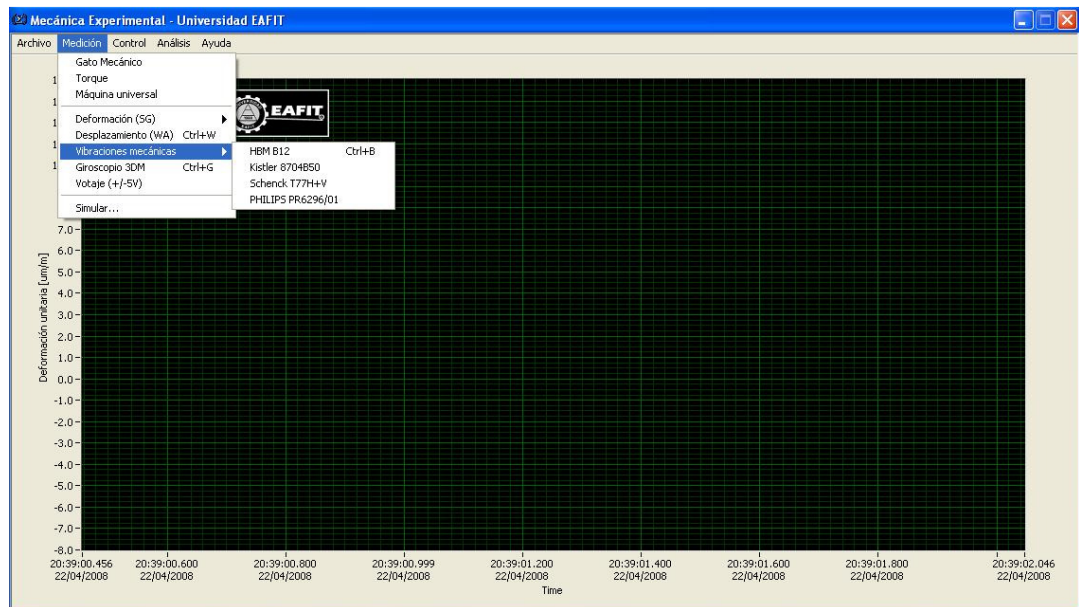 Mecánica Experimental - Universidad EAFIT
Archivo Medición Control Análisis Ayuda
Gato Mecánico
Torque
Máquina universal
Deformación (SG)
Desplazamiento (WA) Ctrl+W
Vibraciones mecánicas
Giroscopio 3DM Ctrl+G
Votaje (+/-5V)
Simular...
HBM B12 Ctrl+B
Kistler 8704B50
Schenck T77H+V
PHILIPS PR6296/01
EAFIT
Deformación unitaria [um/m]
7.0
6.0
5.0
4.0
3.0
2.0
1.0
0.0
-1.0
-2.0
-3.0
-4.0
-5.0
-6.0
-7.0
-8.0
20:39:00.456 20:39:00.600 20:39:00.800 20:39:00.999 20:39:01.200 20:39:01.400 20:39:01.600 20:39:01.800 20:39:02.046
22/04/2008 22/04/2008 22/04/2008 22/04/2008 22/04/2008 22/04/2008 22/04/2008 22/04/2008 22/04/2008
Time